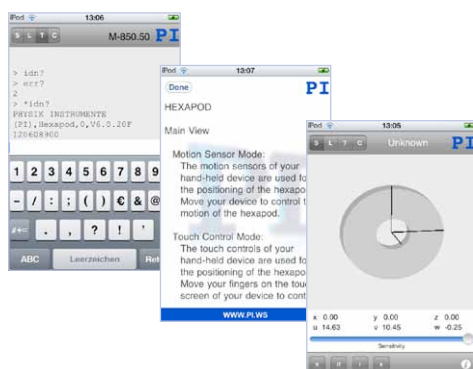 iPod 13:06
S L T C M-850.50 PI
> idn?
> err?
2
> *idn?
PHYSIK INSTRUMENTE
(PI),Hexapod,0,V6.0.20F
120608900
1 2 3 4 5 6 7 8 9
- / : ; ( ) € & @
#+= . , ? ! '
ABC Leerzeichen Ret
iPod 13:07
Done PI
HEXAPOD
Main View
Motion Sensor Mode:
The motion sensors of your
hand-held device are used fo
the positioning of the hexapo
Move your device to control t
motion of the hexapod.
Touch Control Mode:
The touch controls of your
hand-held device are used fo
the positioning of the hexapo
Move your fingers on the touc
screen of your device to cont
WWW.PI.WS
iPod 13:05
S L T C Unknown PI
x 0.00 y 0.00 z 0.00
u 14.63 v 10.45 w -0.25
Sensitivity